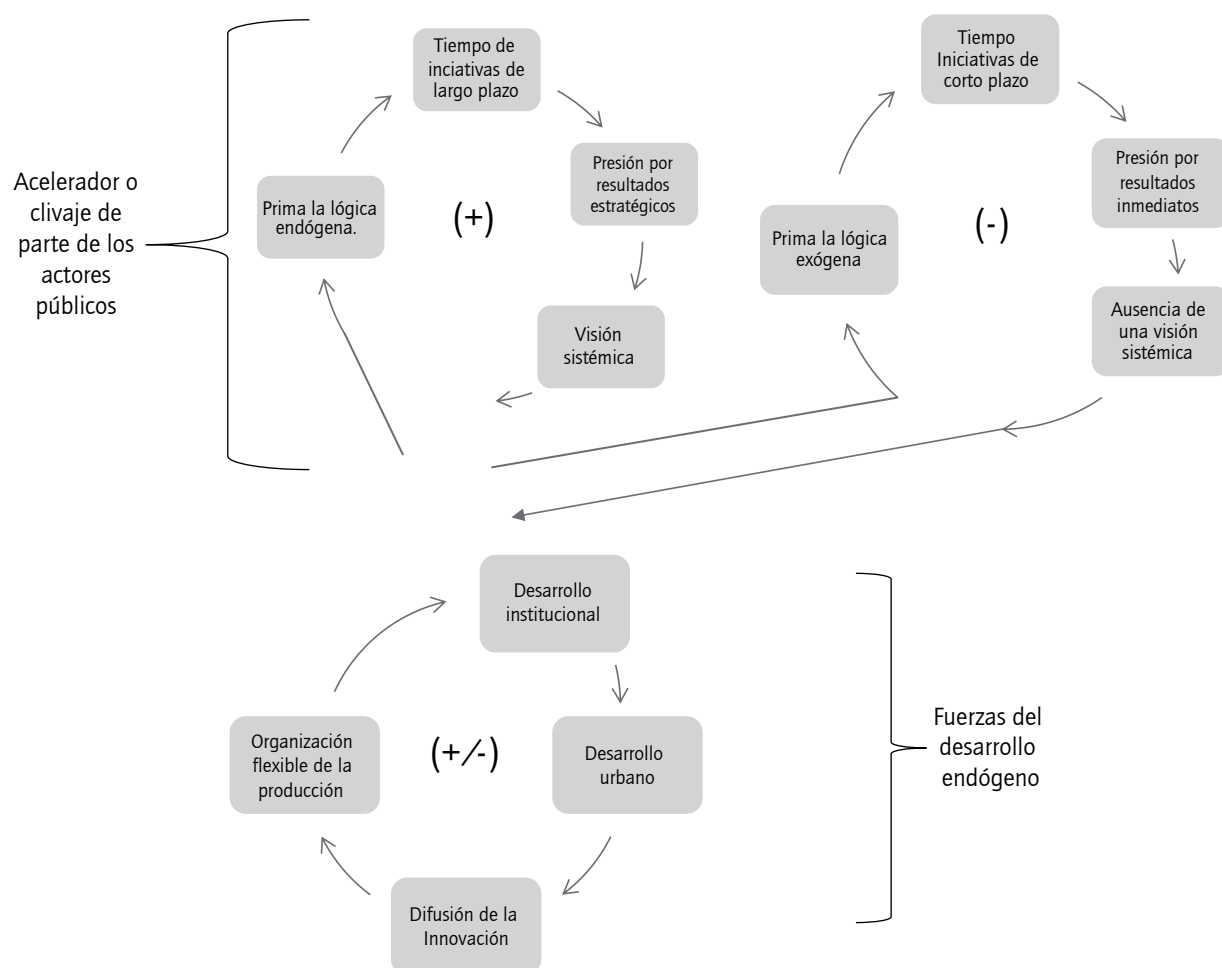 Acelerador o
clivaje de
parte de los
actores
públicos
Tiempo de
inciativas de
largo plazo
Presión por
resultados
estratégicos
Prima la lógica
endógena.
(+)
Visión
sistémica
Tiempo
Iniciativas de
corto plazo
Presión por
resultados
inmediatos
Prima la lógica
exógena
(-)
Ausencia de
una visión
sistémica
Desarrollo
institucional
Organización
flexible de la
producción
(+/-)
Desarrollo
urbano
Difusión de la
Innovación
Fuerzas del
desarrollo
endógeno